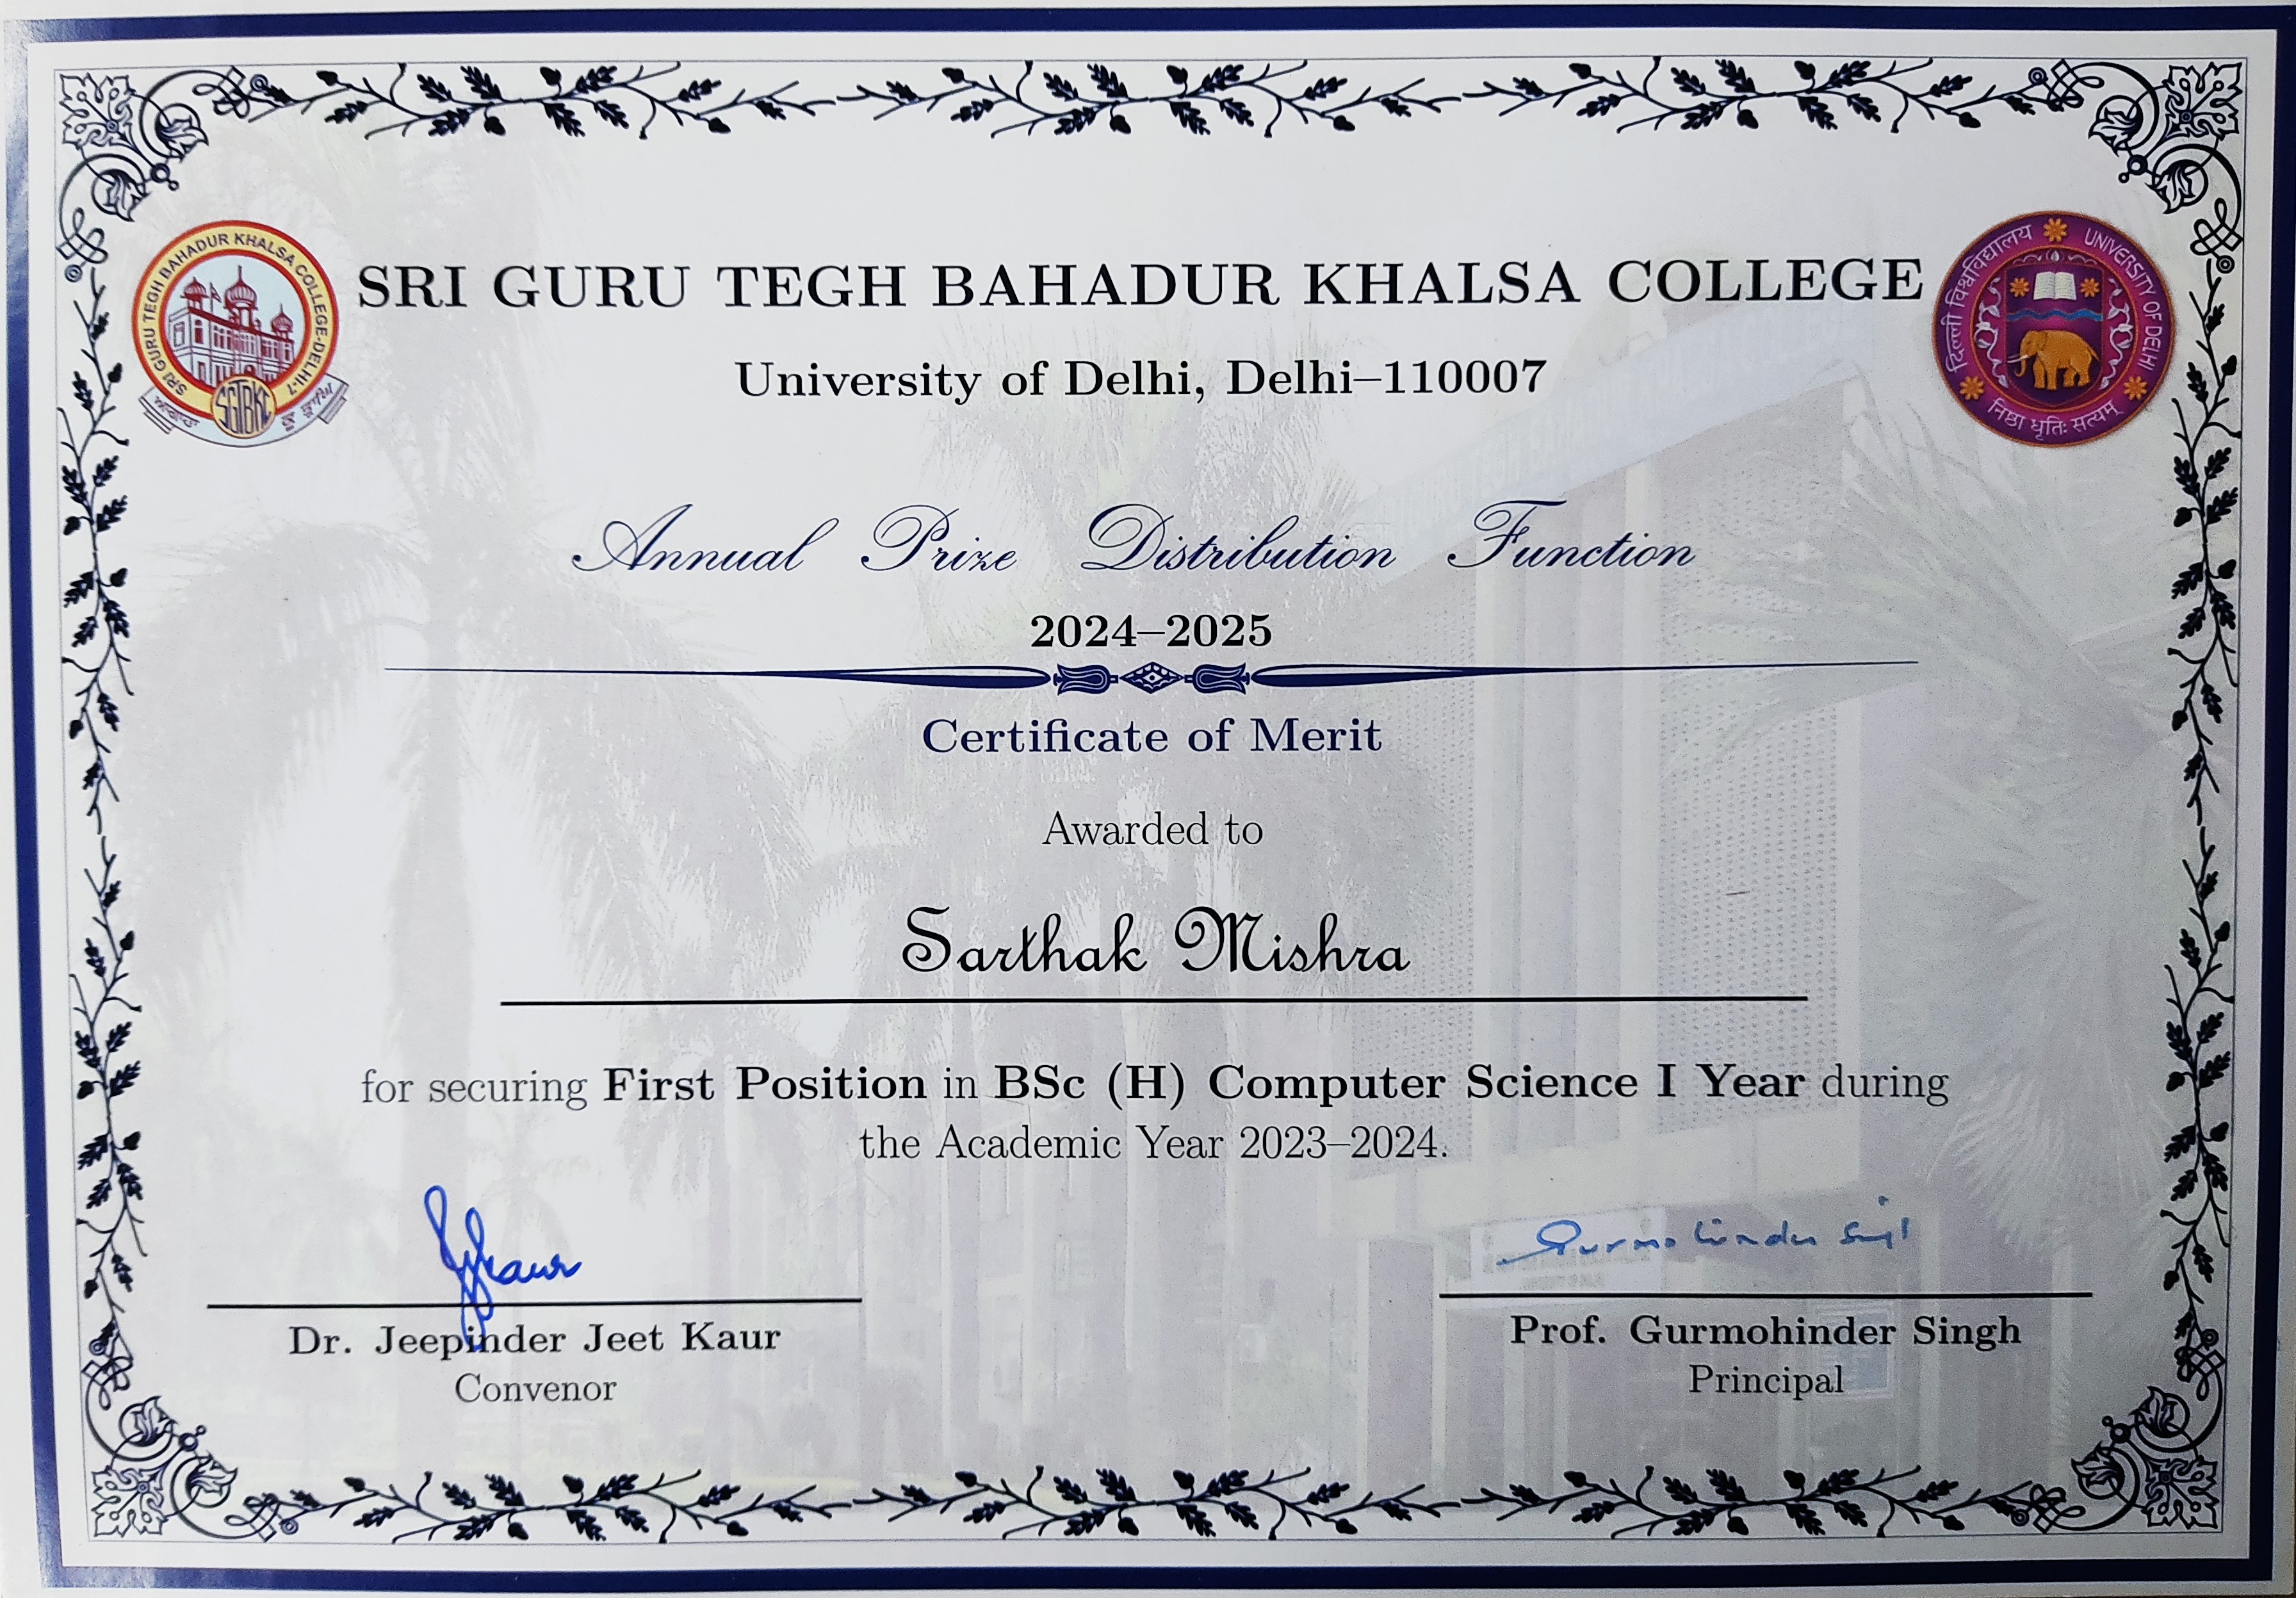 SRI GURU TEGH BAHADUR KHALSA COLLEGE-DELHI-7
SGTBKC
SRI GURU TEGH BAHADUR KHALSA COLLEGE
दिल्ली विश्वविद्यालय
UNIVERSITY OF DELHI
निष्ठा धृतिः सत्यम्
University of Delhi, Delhi–110007
Annual Prize Distribution Function
2024–2025
Certificate of Merit
Awarded to
Sarthak Mishra
for securing First Position in BSc (H) Computer Science I Year during
the Academic Year 2023–2024.
Gurmohinder Singh
Dr. Jeepinder Jeet Kaur
Convenor
Prof. Gurmohinder Singh
Principal